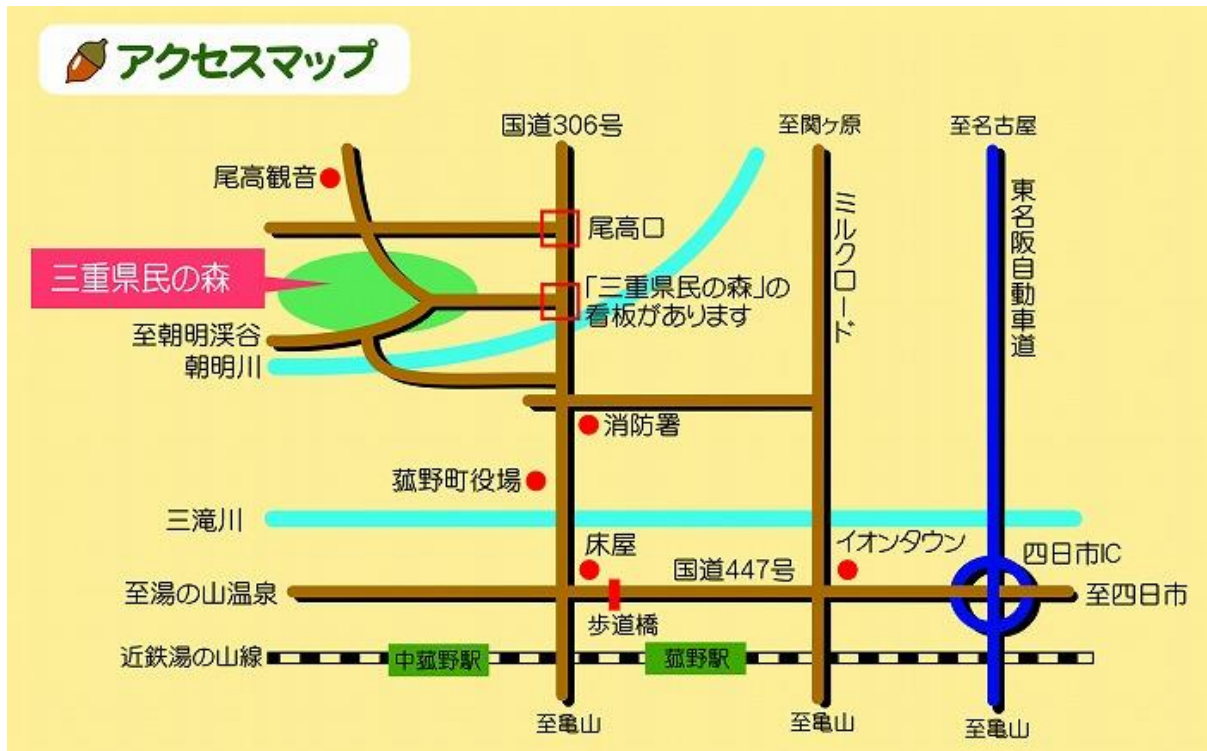 アクセスマップ
国道306号
至関ヶ原
至名古屋
尾高観音
ミルクロード
東名阪自動車道
尾高口
三重県民の森
「三重県民の森」の
看板があります
至朝明渓谷
朝明川
消防署
菰野町役場
三滝川
床屋
国道447号
イオンタウン
四日市IC
至湯の山温泉
至四日市
歩道橋
近鉄湯の山線
中菰野駅
菰野駅
至亀山
至亀山
至亀山